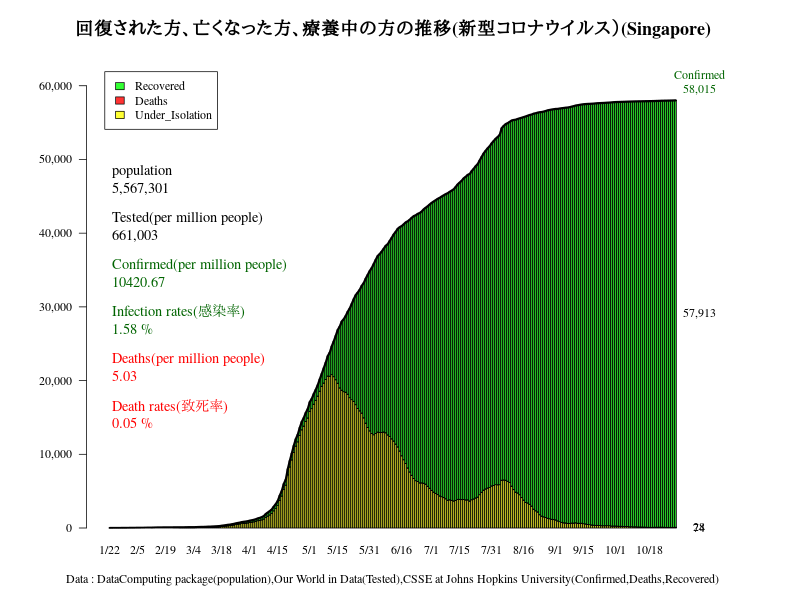 回復された方、亡くなった方、療養中の方の推移(新型コロナウイルス）(Singapore)
Confirmed
58,015
Recovered
Deaths
Under_Isolation
60,000
50,000
40,000
30,000
20,000
10,000
0
population
5,567,301
Tested(per million people)
661,003
Confirmed(per million people)
10420.67
Infection rates(感染率)
1.58 %
Deaths(per million people)
5.03
Death rates(致死率)
0.05 %
57,913
1/22 2/5 2/19 3/4 3/18 4/1 4/15 5/1 5/15 5/31 6/16 7/1 7/15 7/31 8/16 9/1 9/15 10/1 10/18
Data : DataComputing package(population),Our World in Data(Tested),CSSE at Johns Hopkins University(Confirmed,Deaths,Recovered)